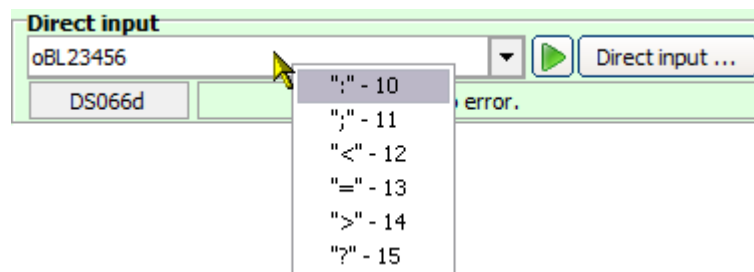 Direct input
oBL23456
Direct input ...
DS066d
error.
":" - 10
";" - 11
"<" - 12
"=" - 13
">" - 14
"?" - 15